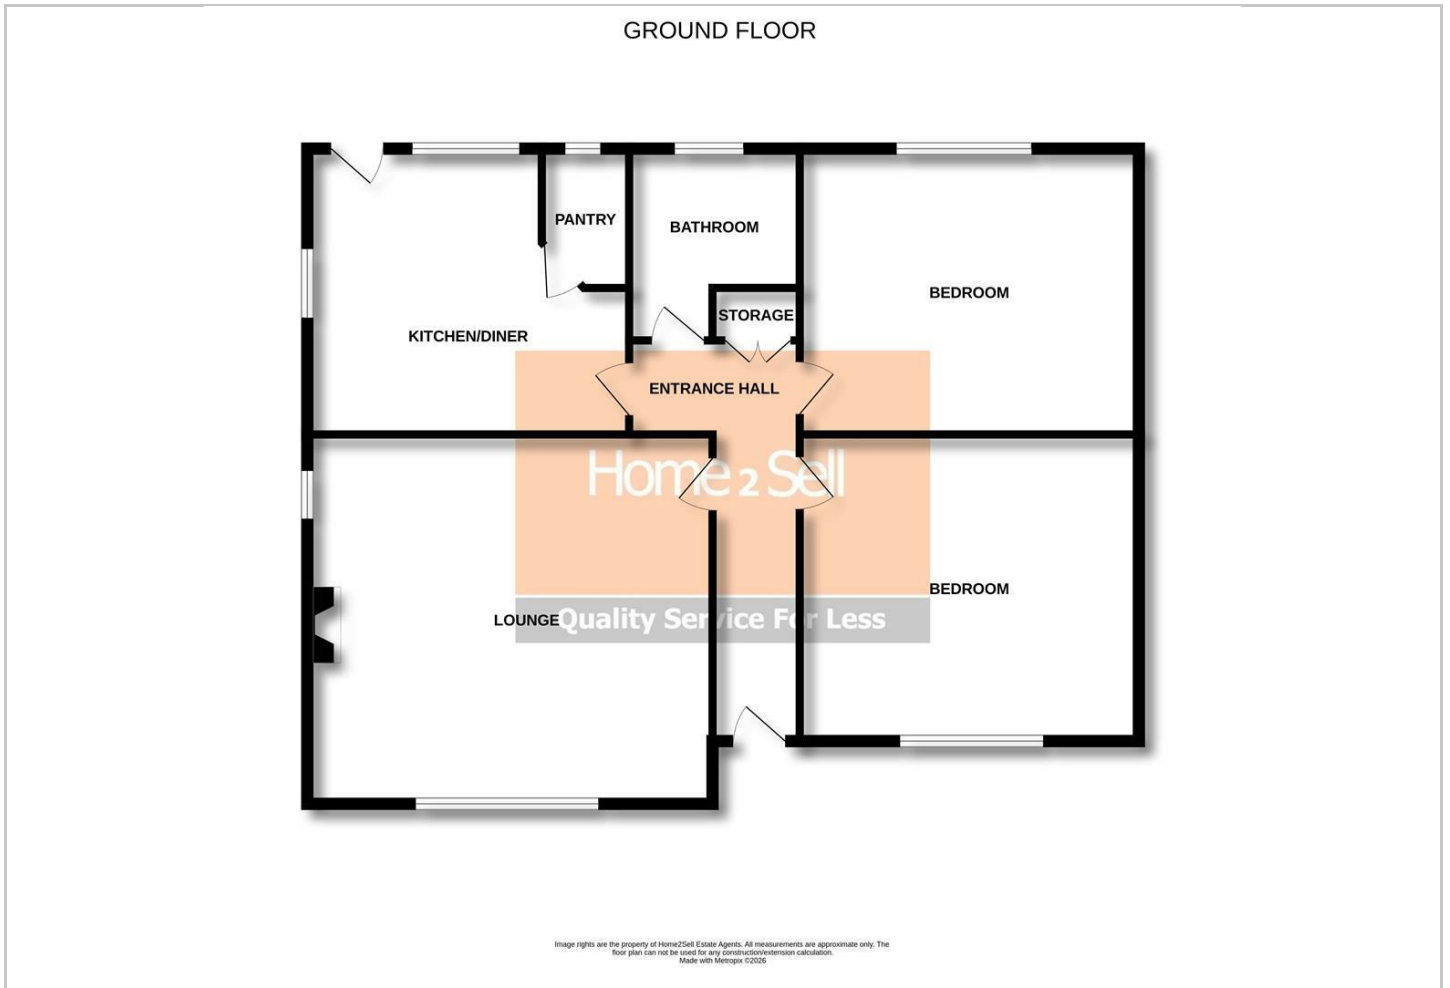 GROUND FLOOR
PANTRY
BATHROOM
BEDROOM
STORAGE
KITCHEN/DINER
ENTRANCE HALL
Home 2 Sell
BEDROOM
LOUNGE
Quality Service For Less
Image rights are the property of Home2Sell Estate Agents. All measurements are approximate only. The
floor plan can not be used for any construction/extension calculation.
Made with Metropix ©2026